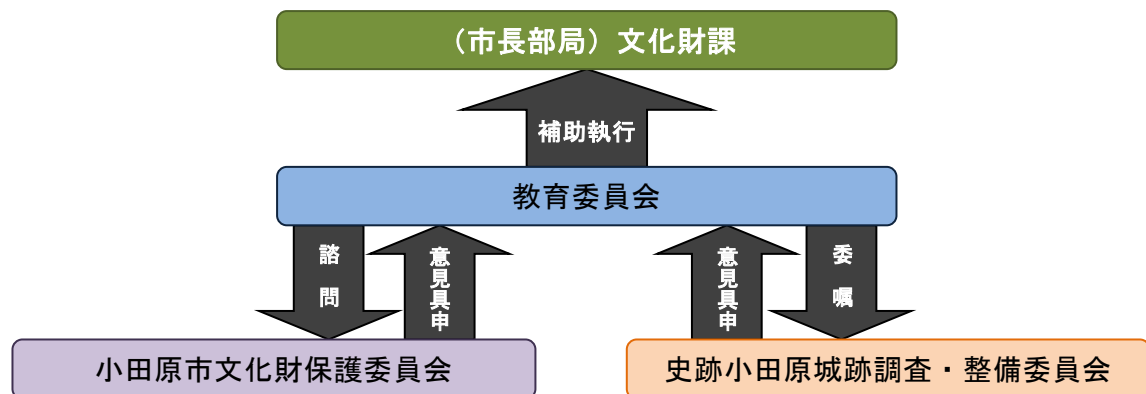 （市長部局）文化財課
補助執行
教育委員会
諮問
意見具申
意見具申
委嘱
小田原市文化財保護委員会
史跡小田原城跡調査・整備委員会